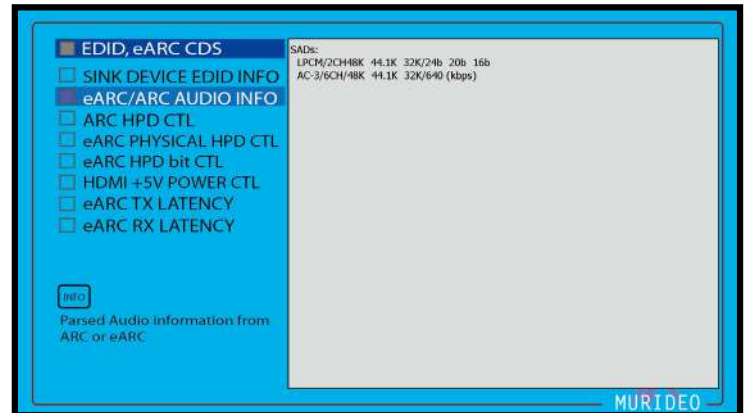 EDID, eARC CDS
SINK DEVICE EDID INFO
eARC/ARC AUDIO INFO
ARC HPD CTL
eARC PHYSICAL HPD CTL
eARC HPD bit CTL
HDMI +5V POWER CTL
eARC TX LATENCY
eARC RX LATENCY
INFO
Parsed Audio information from
ARC or eARC
SADs:
LPCM/2CH48K 44.1K 32K/24b 20b 16b
AC-3/6CH/48K 44.1K 32K/640 (kbps)
MURIDEO